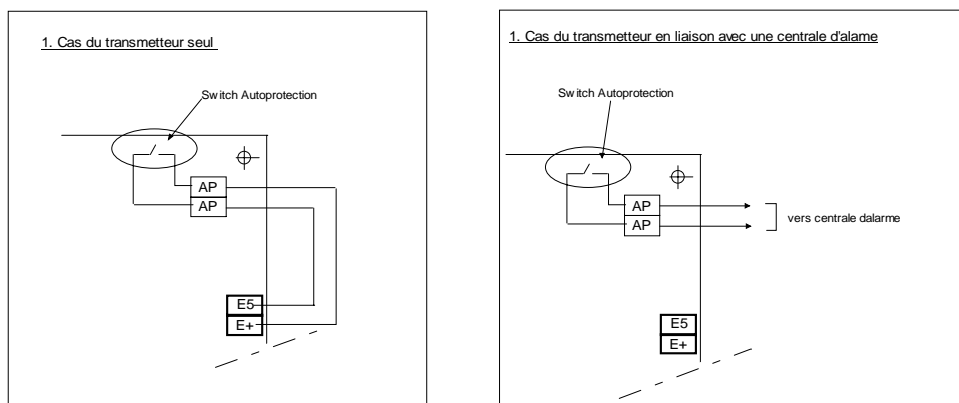 1. Cas du transmetteur seul
Switch Autoprotection
AP
AP
E5
E+
1. Cas du transmetteur en liaison avec une centrale d'alame
Switch Autoprotection
AP
AP
vers centrale dalarme
E5
E+